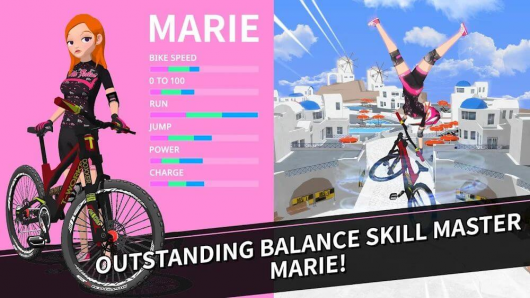 MARIE
BIKE SPEED
0 TO 100
RUN
JUMP
POWER
CHARGE
OUTSTANDING BALANCE SKILL MASTER
MARIE!